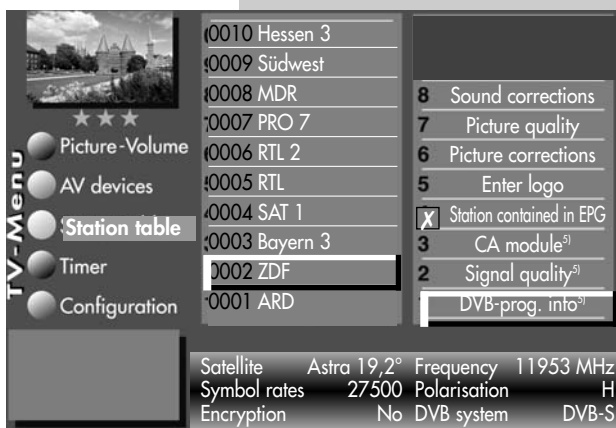 TV-Menu
Picture-Volume
AV devices
Station table
Timer
Configuration
0010 Hessen 3
0009 Südwest
0008 MDR
0007 PRO 7
0006 RTL 2
0005 RTL
0004 SAT 1
0003 Bayern 3
0002 ZDF
0001 ARD
8 Sound corrections
7 Picture quality
6 Picture corrections
5 Enter logo
X Station contained in EPG
3 CA module5)
2 Signal quality5)
DVB-prog. info5)
Satellite Astra 19,2° Frequency 11953 MHz
Symbol rates 27500 Polarisation H
Encryption No DVB system DVB-S